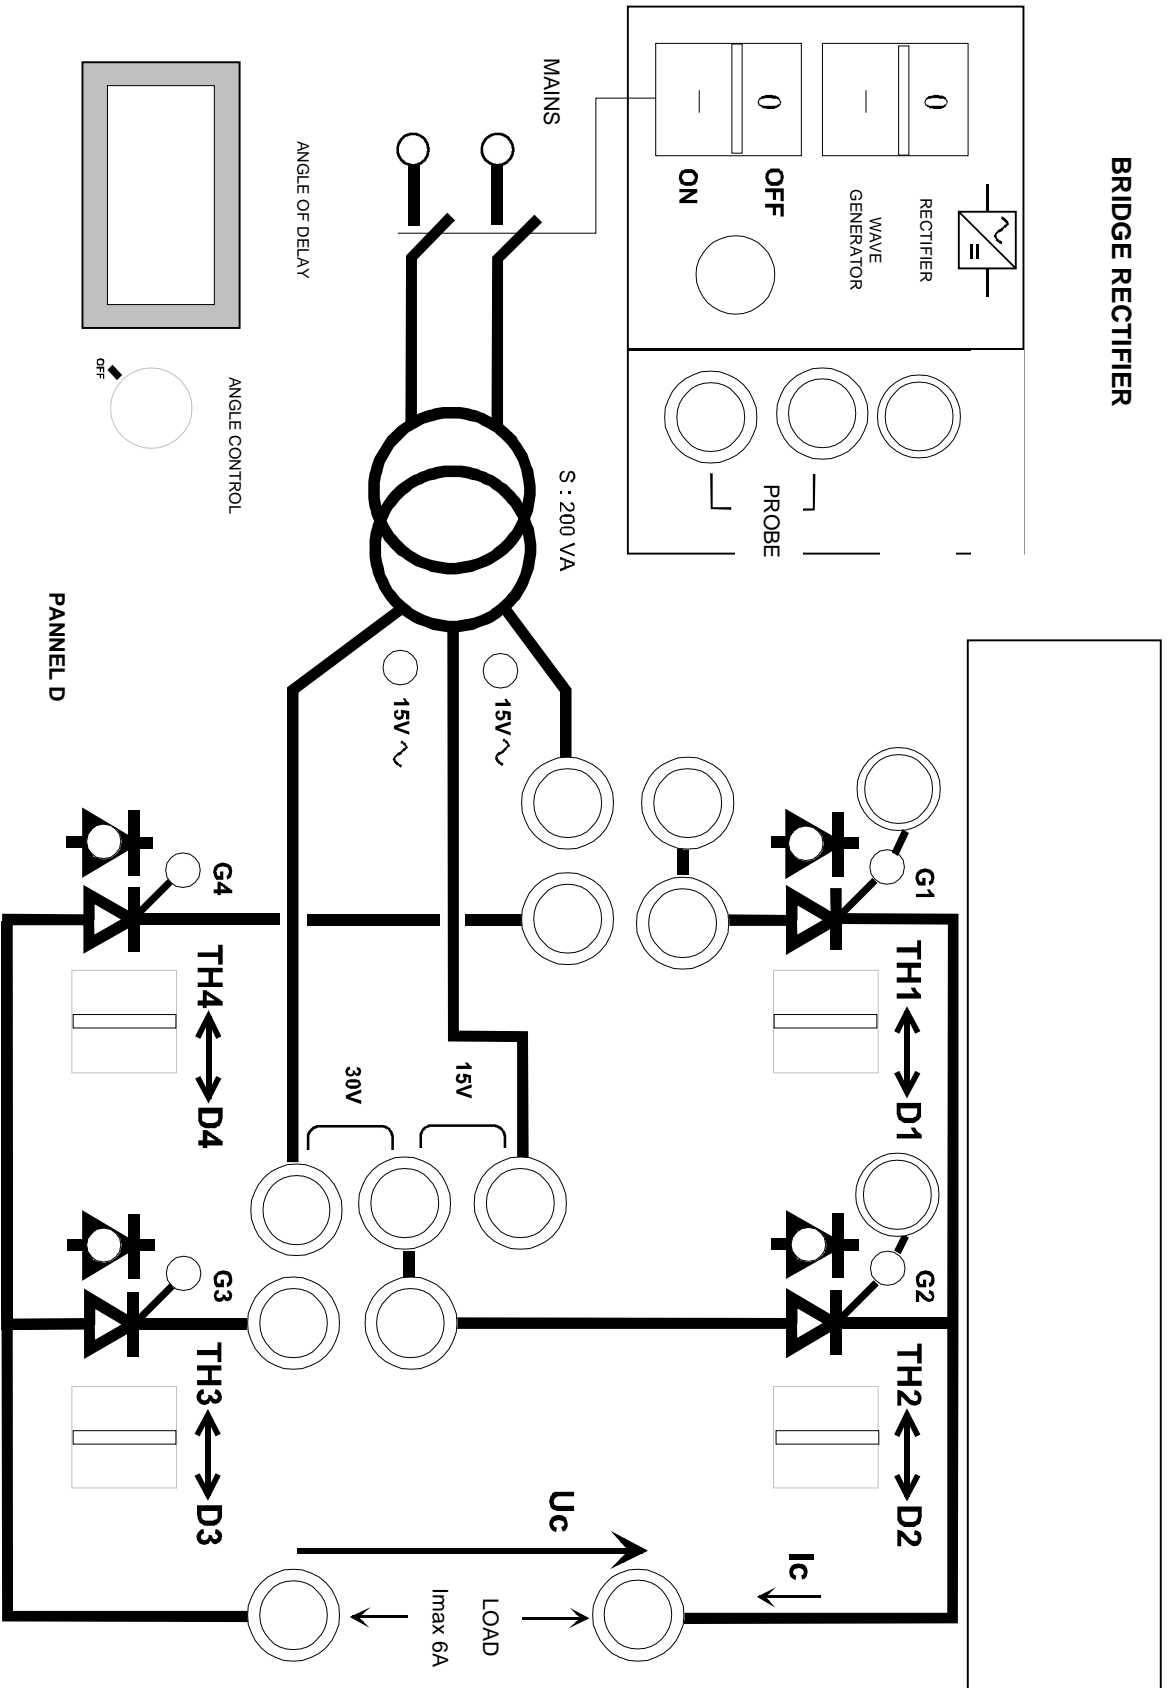 BRIDGE RECTIFIER
RECTIFIER
WAVE
GENERATOR
0
0
OFF
ON
PROBE
MAINS
S : 200 VA
15V
15V
ANGLE OF DELAY
ANGLE CONTROL
OFF
PANNEL D
G1
TH1 D1
G2
TH2 D2
15V
30V
Uc
Ic
LOAD
Imax 6A
G4
TH4 D4
G3
TH3 D3